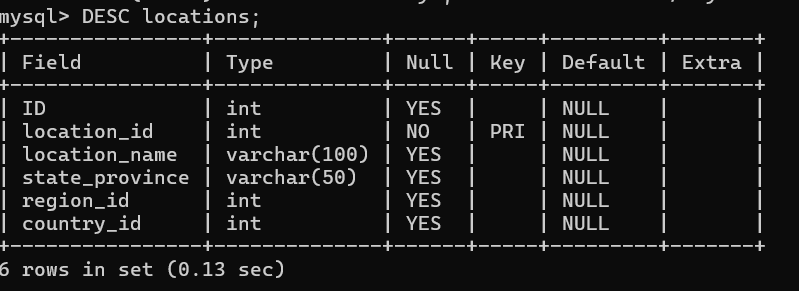 mysql> DESC locations;
+----------------+--------------+------+-----+---------+-------+
| Field          | Type         | Null | Key | Default | Extra |
+----------------+--------------+------+-----+---------+-------+
| ID             | int          | YES  |     | NULL    |       |
| location_id    | int          | NO   | PRI | NULL    |       |
| location_name  | varchar(100) | YES  |     | NULL    |       |
| state_province | varchar(50)  | YES  |     | NULL    |       |
| region_id      | int          | YES  |     | NULL    |       |
| country_id     | int          | YES  |     | NULL    |       |
+----------------+--------------+------+-----+---------+-------+
6 rows in set (0.13 sec)